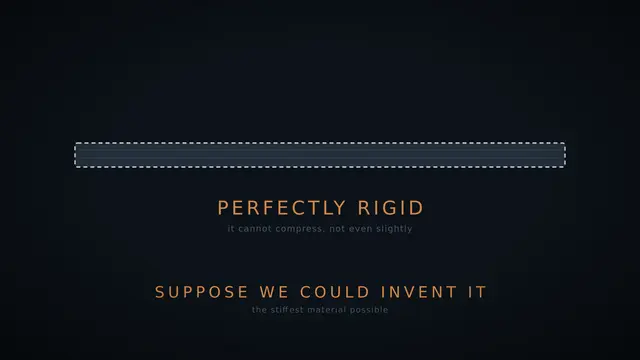 PERFECTLY RIGID
it cannot compress, not even slightly
SUPPOSE WE COULD INVENT IT
the stiffest material possible